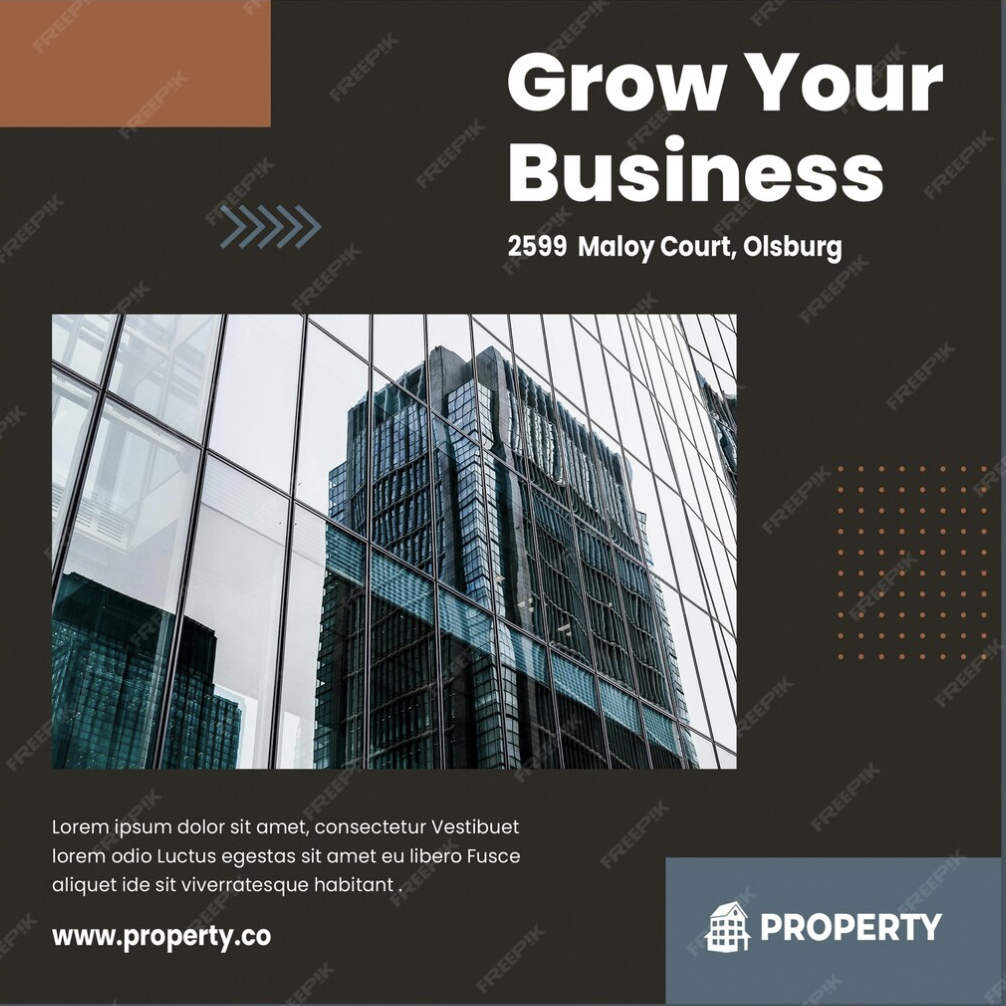 Grow Your
Business
2599 Maloy Court, Olsburg
Lorem ipsum dolor sit amet, consectetur Vestibuet
lorem odio Luctus egestas sit amet eu libero Fusce
aliquet ide sit viverratesque habitant .
www.property.co
PROPERTY
FREEPIK